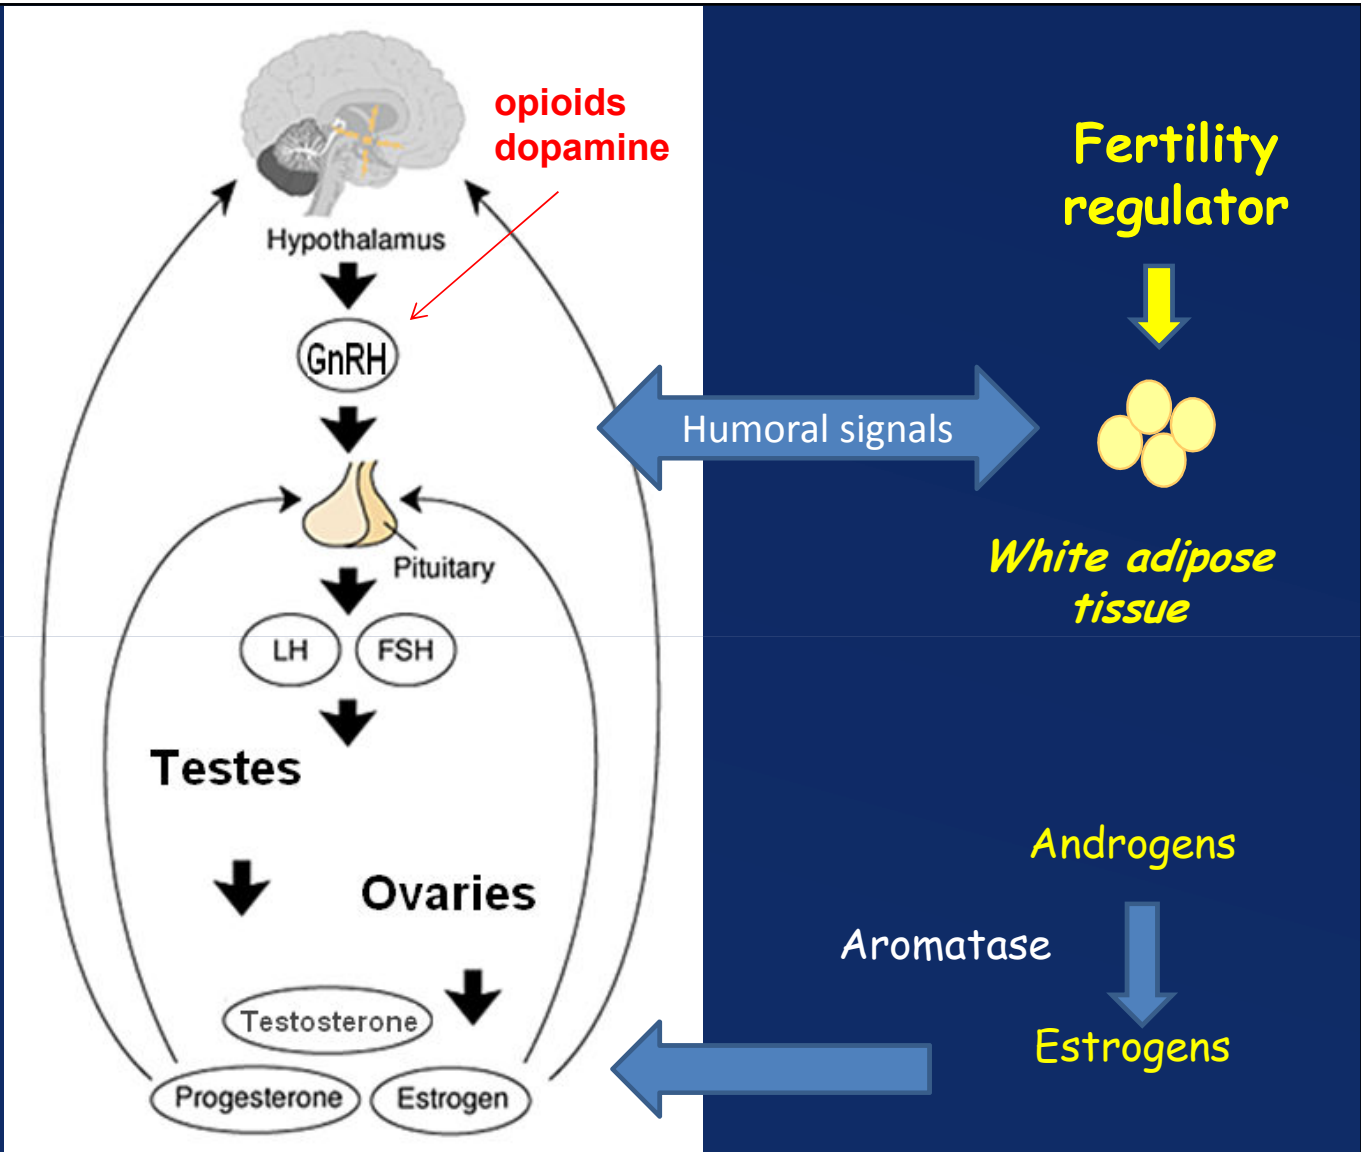 opioids
dopamine
Hypothalamus
GnRH
Pituitary
LH
FSH
Testes
Ovaries
Testosterone
Progesterone
Estrogen
Fertility
regulator
Humoral signals
White adipose
tissue
Androgens
Aromatase
Estrogens